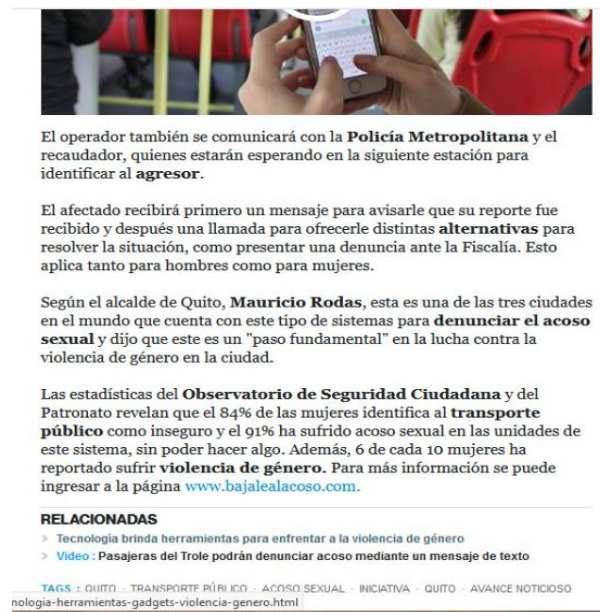 El operador también se comunicará con la Policía Metropolitana y el
recaudador, quienes estarán esperando en la siguiente estación para
identificar al agresor.
El afectado recibirá primero un mensaje para avisarle que su reporte fue
recibido y después una llamada para ofrecerle distintas alternativas para
resolver la situación, como presentar una denuncia ante la Fiscalía. Esto
aplica tanto para hombres como para mujeres.
Según el alcalde de Quito, Mauricio Rodas, esta es una de las tres ciudades
en el mundo que cuenta con este tipo de sistemas para denunciar el acoso
sexual y dijo que este es un "paso fundamental" en la lucha contra la
violencia de género en la ciudad.
Las estadísticas del Observatorio de Seguridad Ciudadana y del
Patronato revelan que el 84% de las mujeres identifica al transporte
público como inseguro y el 91% ha sufrido acoso sexual en las unidades de
este sistema, sin poder hacer algo. Además, 6 de cada 10 mujeres ha
reportado sufrir violencia de género. Para más información se puede
ingresar a la página www.bajalealacoso.com.
RELACIONADAS
» Tecnología brinda herramientas para enfrentar a la violencia de género
» Video : Pasajeras del Trole podrán denunciar acoso mediante un mensaje de texto
TAGS : QUITO - TRANSPORTE PÚBLICO - ACOSO SEXUAL - INICIATIVA - QUITO - AVANCE NOTICIOSO
nologia-herramientas-gadgets-violencia-genero.html